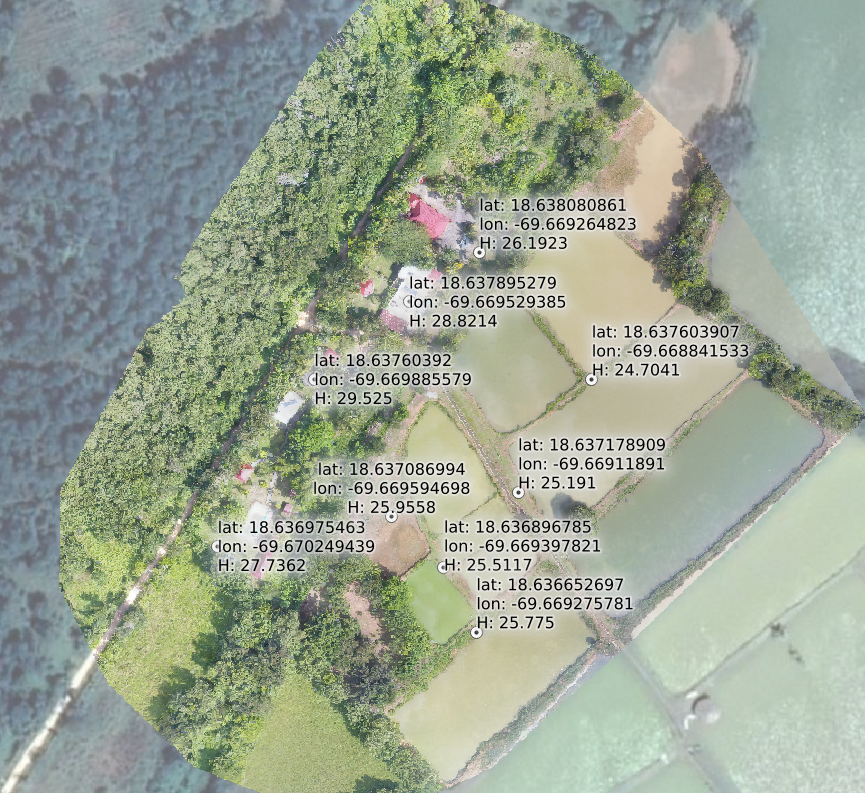 lat: 18.638080861
lon: -69.669264823
H: 26.1923
lat: 18.637895279
lon: -69.669529385
H: 28.8214
lat: 18.637603907
lon: -69.668841533
H: 24.7041
lat: 18.63760392
lon: -69.669885579
H: 29.525
lat: 18.637178909
lon: -69.66911891
H: 25.191
lat: 18.637086994
lon: -69.669594698
H: 25.9558
lat: 18.636975463
lon: -69.670249439
H: 27.7362
lat: 18.636896785
lon: -69.669397821
H: 25.5117
lat: 18.636652697
lon: -69.669275781
H: 25.775